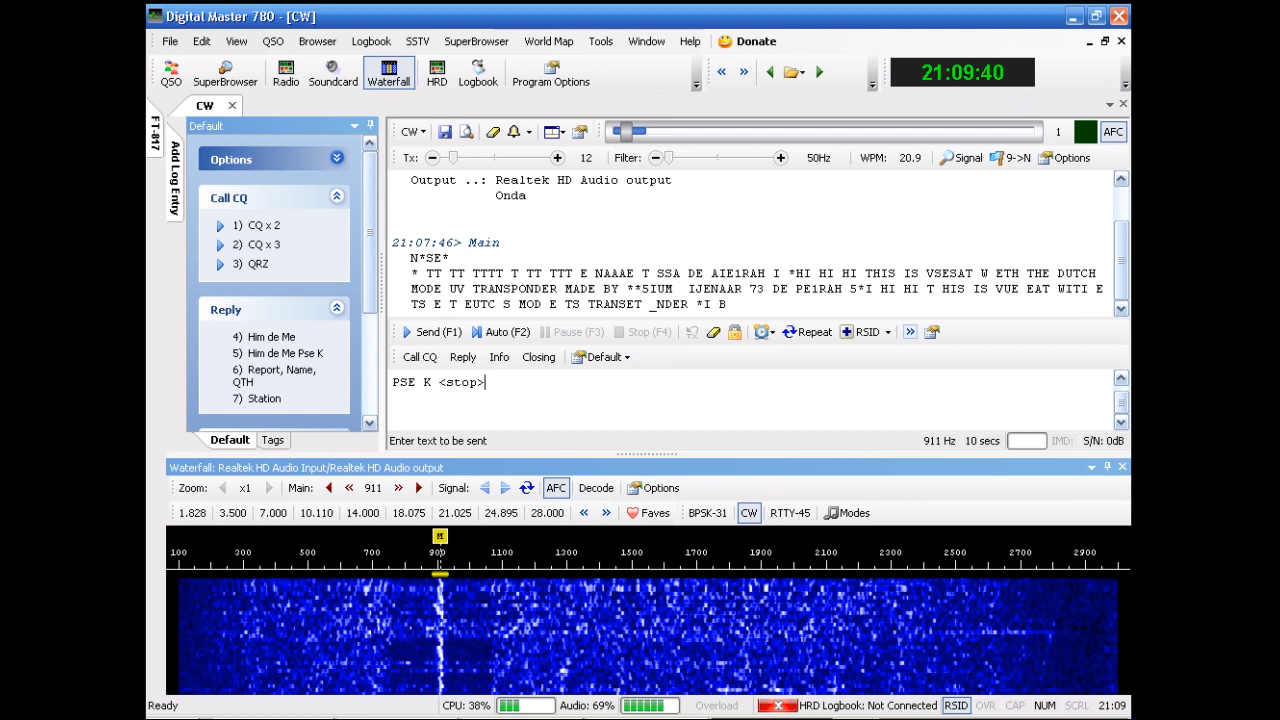 Digital Master 780 - [CW]
File Edit View QSO Browser Logbook SSTV SuperBrowser World Map Tools Window Help Donate
QSO SuperBrowser Radio Soundcard Waterfall HRD Logbook Program Options 21:09:40
CW
FT-817
Add Log Entry
Default
Options
Call CQ
1) CQ x 2
2) CQ x 3
3) QRZ
Reply
4) Him de Me
5) Him de Me Pse K
6) Report, Name,
QTH
7) Station
Default Tags
CW 1 AFC
Tx: 12 Filter: 50Hz WPM: 20.9 Signal 9->N Options
Output ..: Realtek HD Audio output
Onda
21:07:46> Main
N*SE*
* TT TT TTTT T TT TTT E NAAAE T SSA DE AIE1RAH I *HI HI HI THIS IS VSESAT W ETH THE DUTCH
MODE UV TRANSPONDER MADE BY **5IUM  IJENAAR 73 DE PE1RAH 5*I HI HI T HIS IS VUE EAT WITI E
TS E T EUTC S MOD E TS TRANSET _NDER *I B
Send (F1) Auto (F2) Pause (F3) Stop (F4) Repeat RSID
Call CQ Reply Info Closing Default
PSE K <stop>
Enter text to be sent 911 Hz 10 secs IMD: S/N: 0dB
Waterfall: Realtek HD Audio Input/Realtek HD Audio output
Zoom: x1 Main: 911 Signal: AFC Decode Options
1.828 3.500 7.000 10.110 14.000 18.075 21.025 24.895 28.000 Faves BPSK-31 CW RTTY-45 Modes
M
100 300 500 700 900 1100 1300 1500 1700 1900 2100 2300 2500 2700 2900
Ready CPU: 38% Audio: 69% Overload HRD Logbook: Not Connected RSID OVR CAP NUM SCRL 21:09